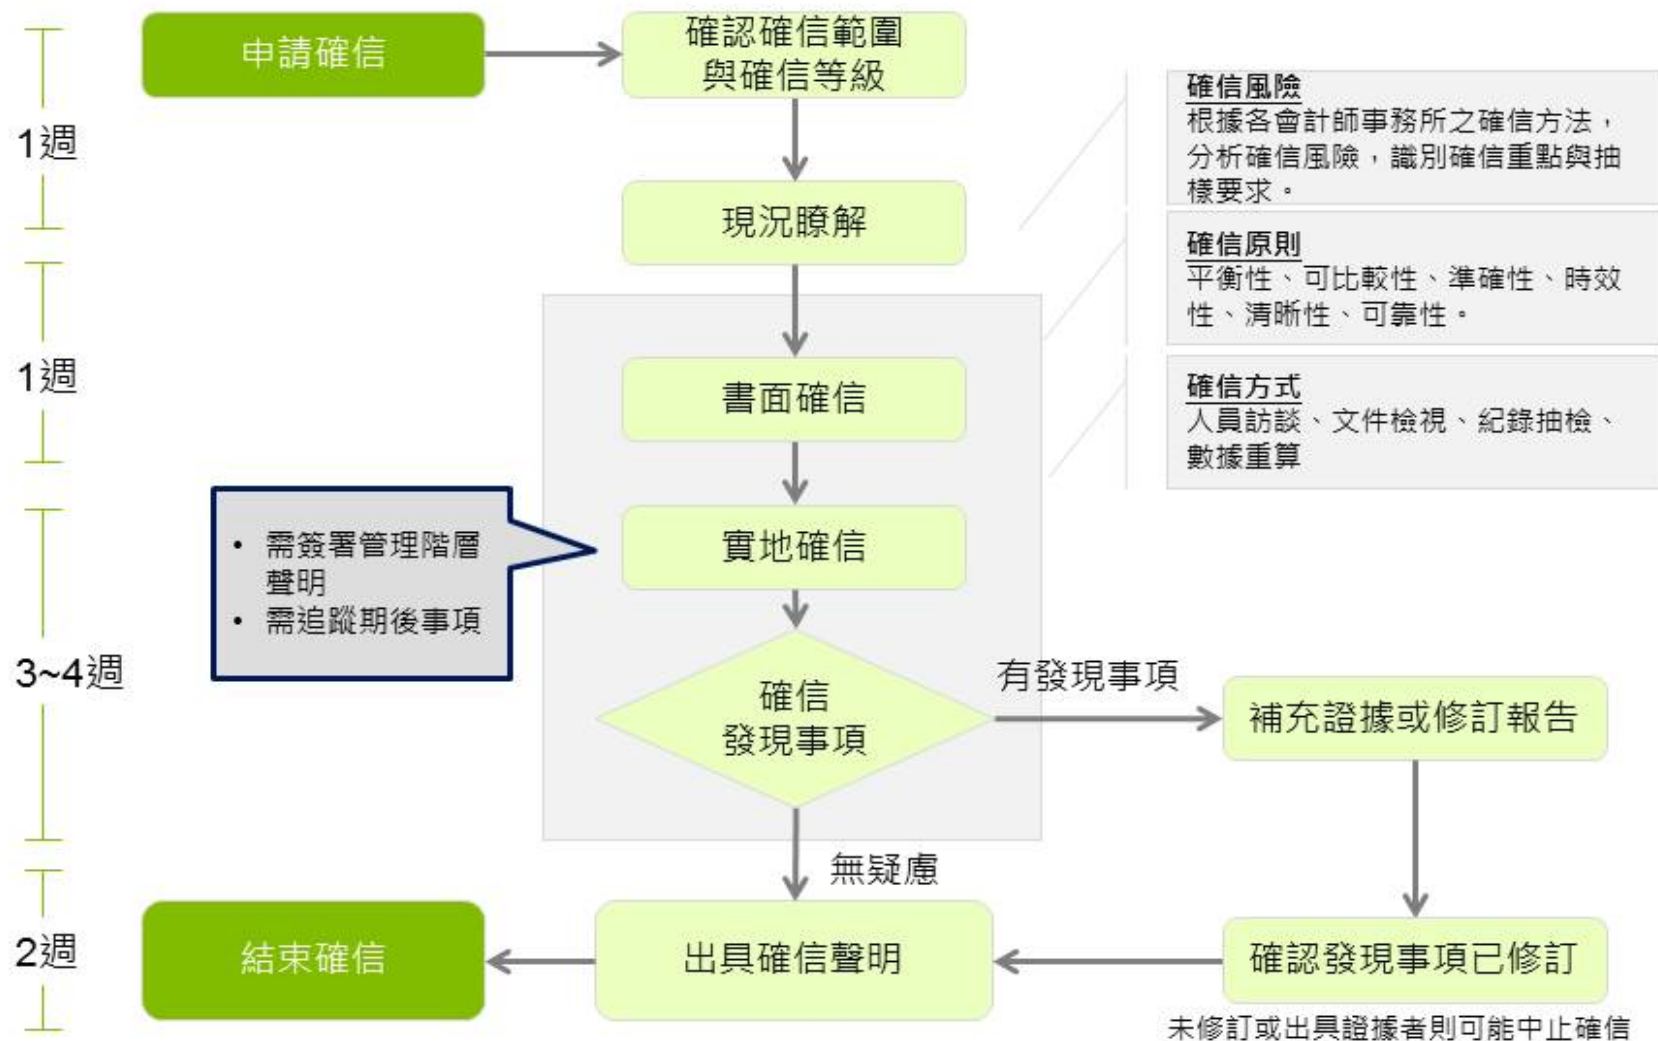 申請確信
確認確信範圍
與確信等級
1週
現況瞭解
確信風險
根據各會計師事務所之確信方法，
分析確信風險，識別確信重點與抽
樣要求。
確信原則
平衡性、可比較性、準確性、時效
性、清晰性、可靠性。
1週
書面確信
確信方式
人員訪談、文件檢視、紀錄抽檢、
數據重算
• 需簽署管理階層
聲明
• 需追蹤期後事項
實地確信
3~4週
確信
發現事項
有發現事項
補充證據或修訂報告
無疑慮
2週
結束確信
出具確信聲明
確認發現事項已修訂
未修訂或出具證據者則可能中止確信